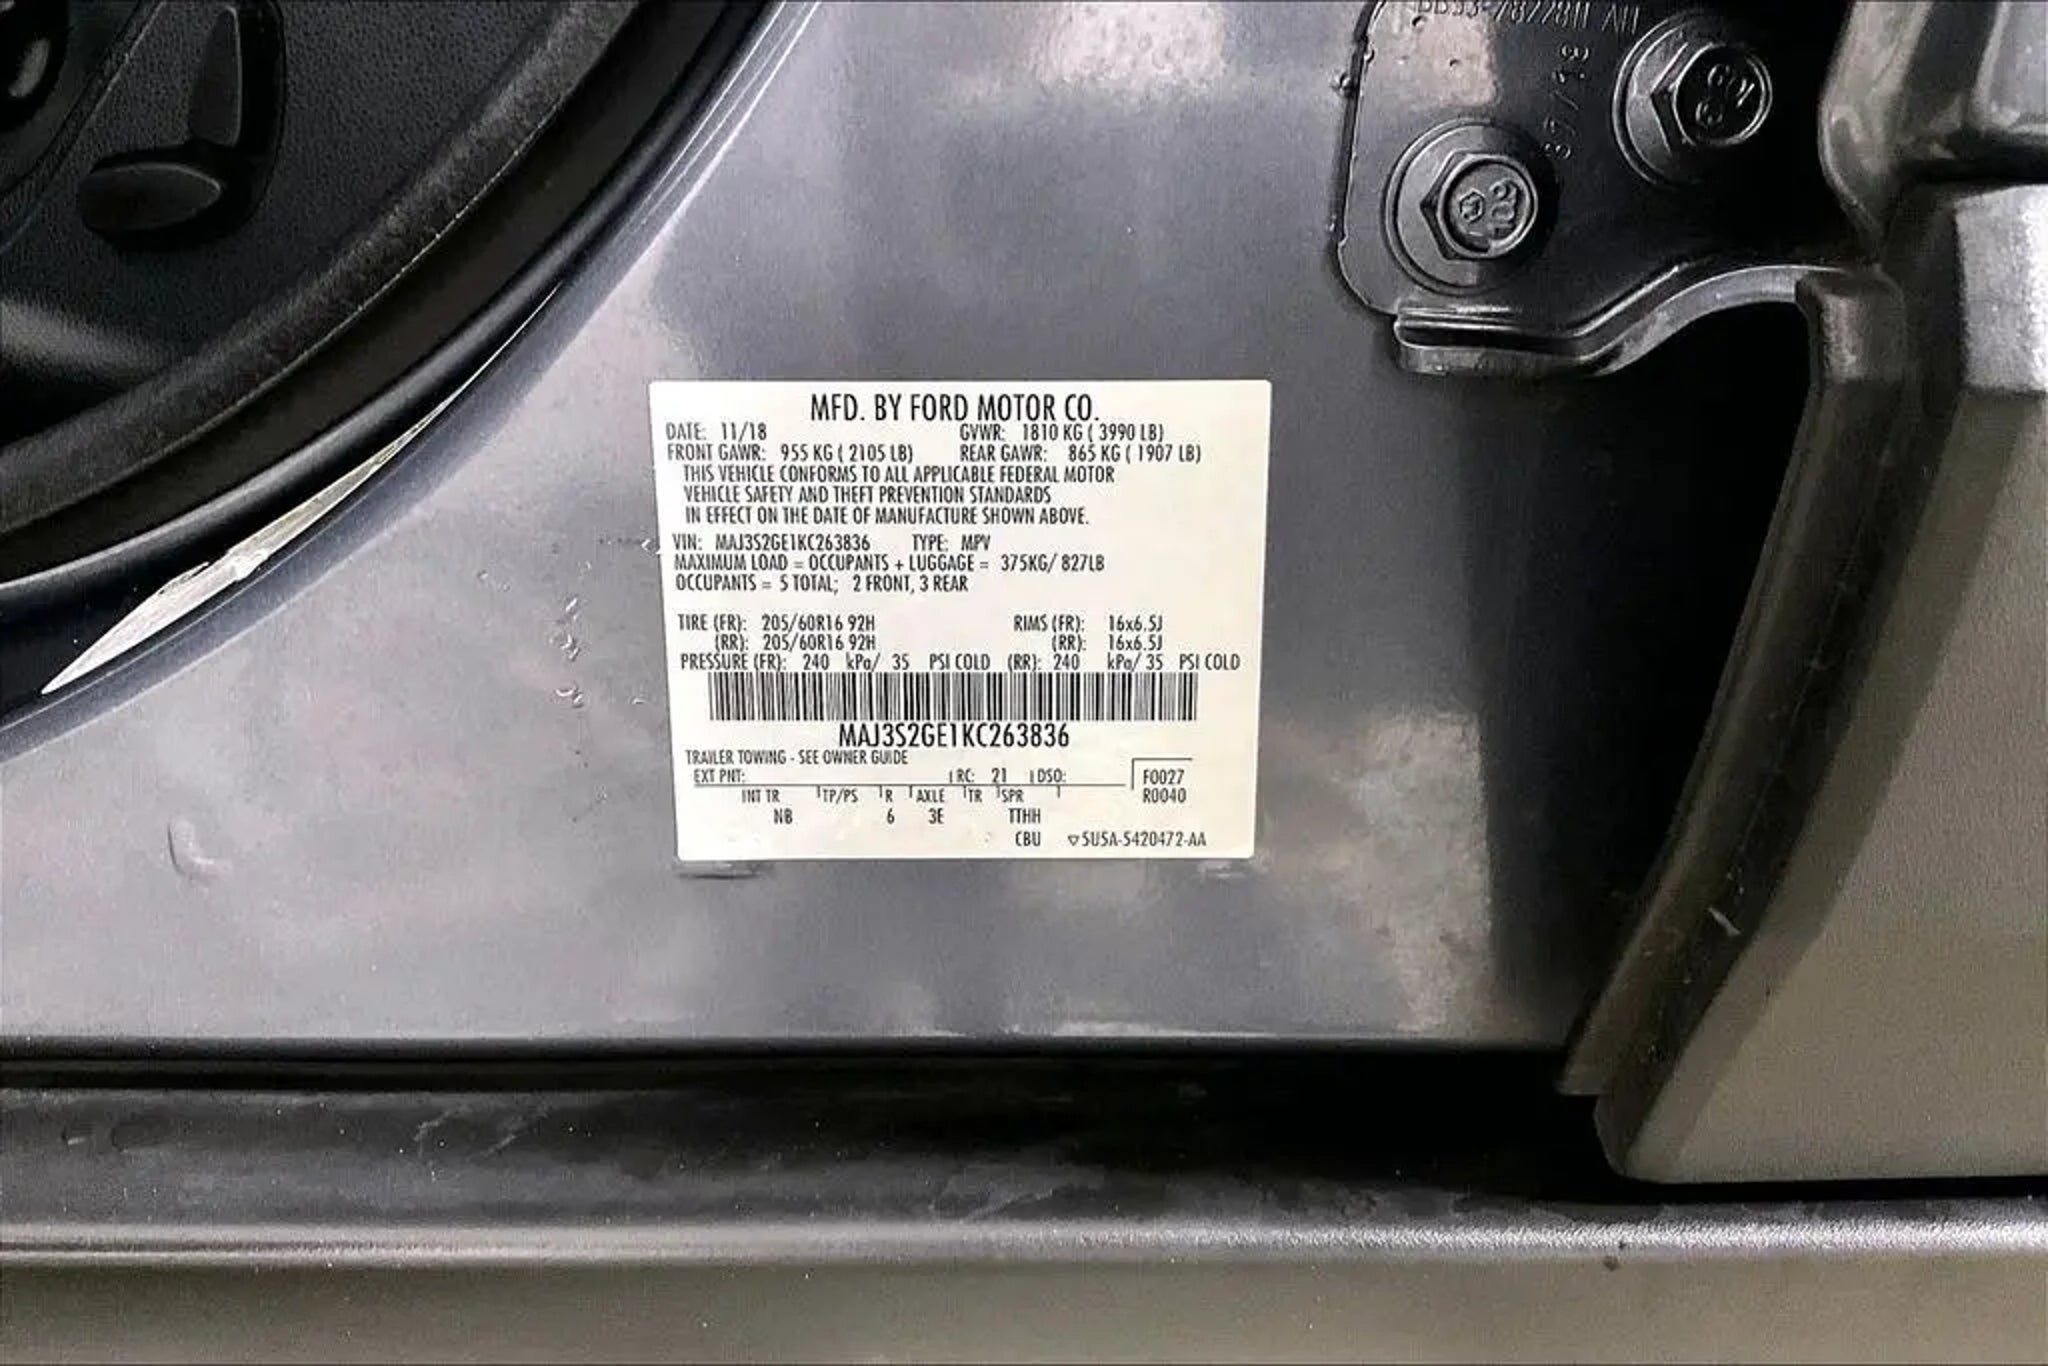 MFD. BY FORD MOTOR CO.
DATE: 11/18 GVWR: 1810 KG ( 3990 LB)
FRONT GAWR: 955 KG ( 2105 LB) REAR GAWR: 865 KG ( 1907 LB)
THIS VEHICLE CONFORMS TO ALL APPLICABLE FEDERAL MOTOR
VEHICLE SAFETY AND THEFT PREVENTION STANDARDS
IN EFFECT ON THE DATE OF MANUFACTURE SHOWN ABOVE.
VIN: MAJ3S2GE1KC263836 TYPE: MPV
MAXIMUM LOAD = OCCUPANTS + LUGGAGE = 375KG/ 827LB
OCCUPANTS = 5 TOTAL; 2 FRONT, 3 REAR
TIRE (FR): 205/60R16 92H RIMS (FR): 16x6.5J
(RR): 205/60R16 92H (RR): 16x6.5J
PRESSURE (FR): 240 kPa/ 35 PSI COLD (RR): 240 kPa/ 35 PSI COLD
MAJ3S2GE1KC263836
TRAILER TOWING - SEE OWNER GUIDE
EXT PNT: RC: 21 DSO: F0027
INT TR TP/PS R AXLE TR SPR R0040
NB 6 3E TTHH
CBU ▽5U5A-5420472-AA